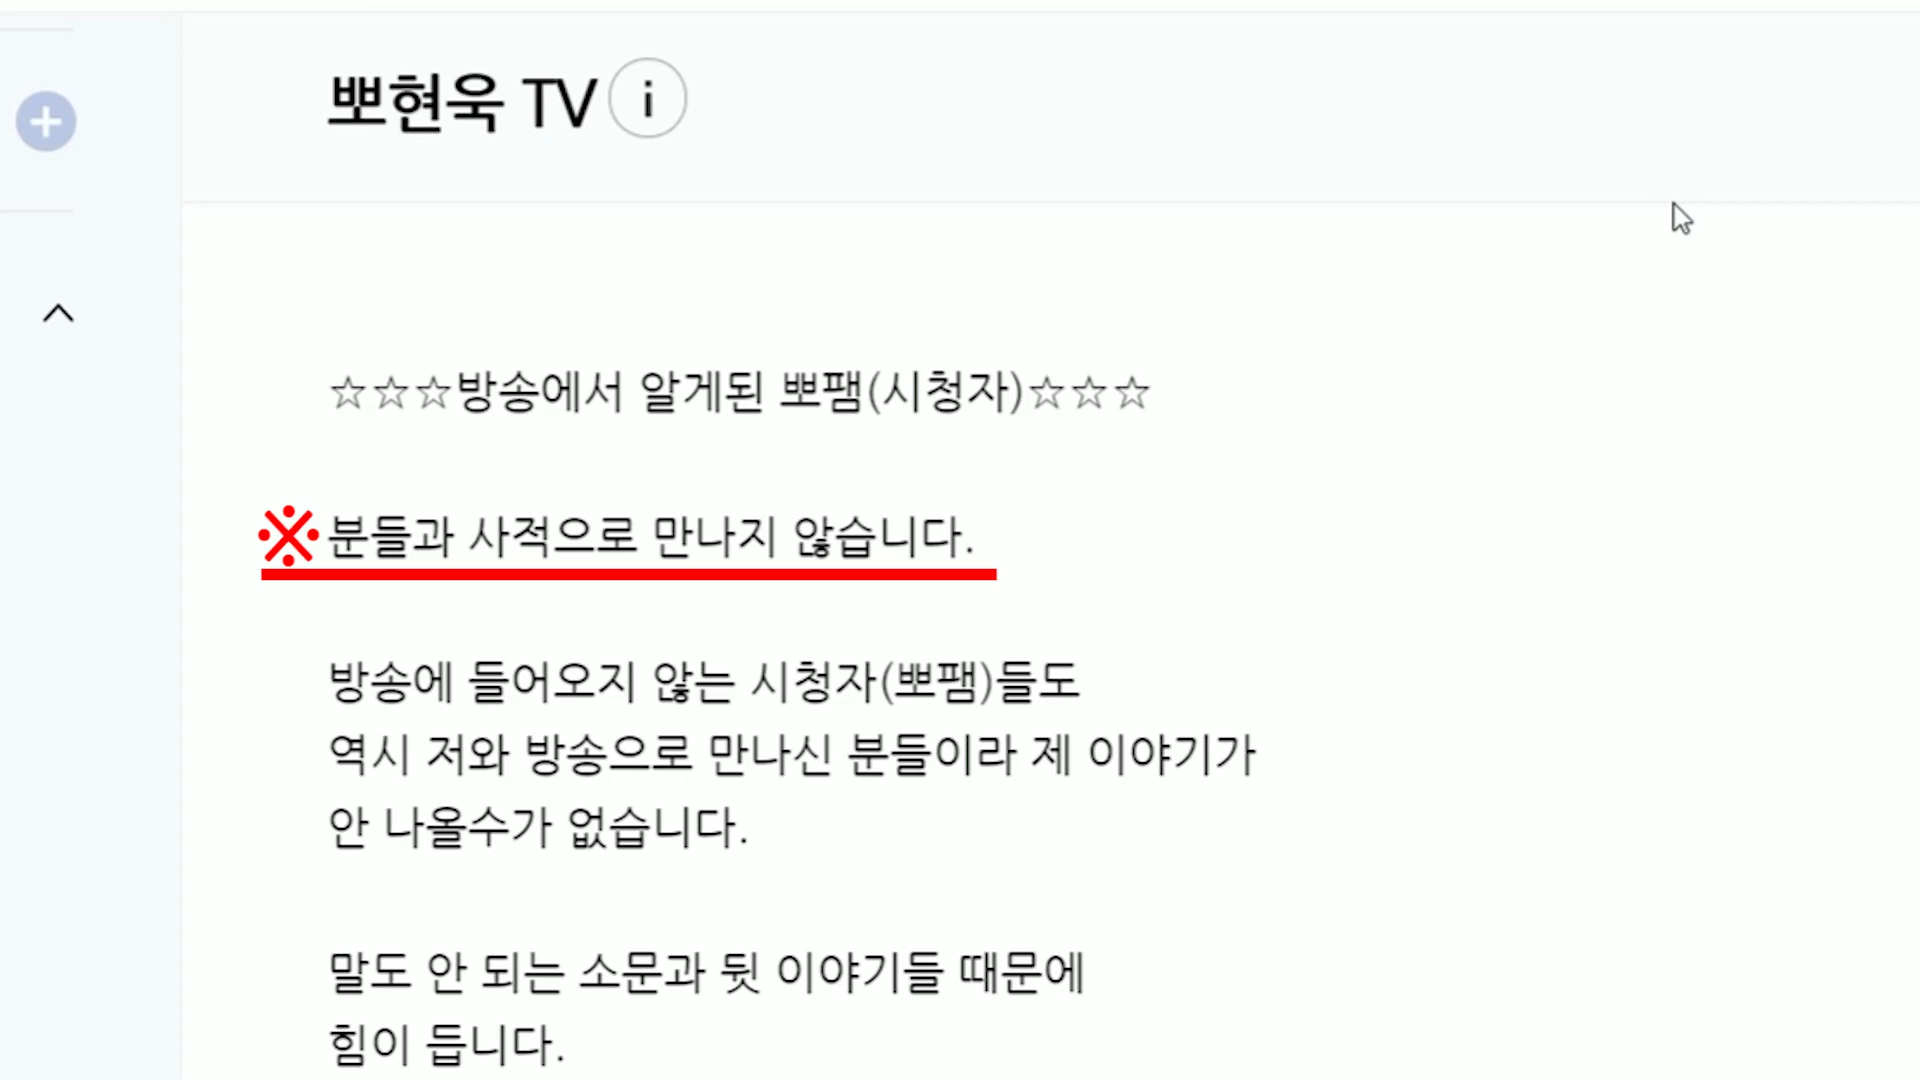 뽀현욱 TV i
☆☆☆방송에서 알게된 뽀팸(시청자)☆☆☆
※분들과 사적으로 만나지 않습니다.
방송에 들어오지 않는 시청자(뽀팸)들도
역시 저와 방송으로 만나신 분들이라 제 이야기가
안 나올수가 없습니다.
말도 안 되는 소문과 뒷 이야기들 때문에
힘이 듭니다.